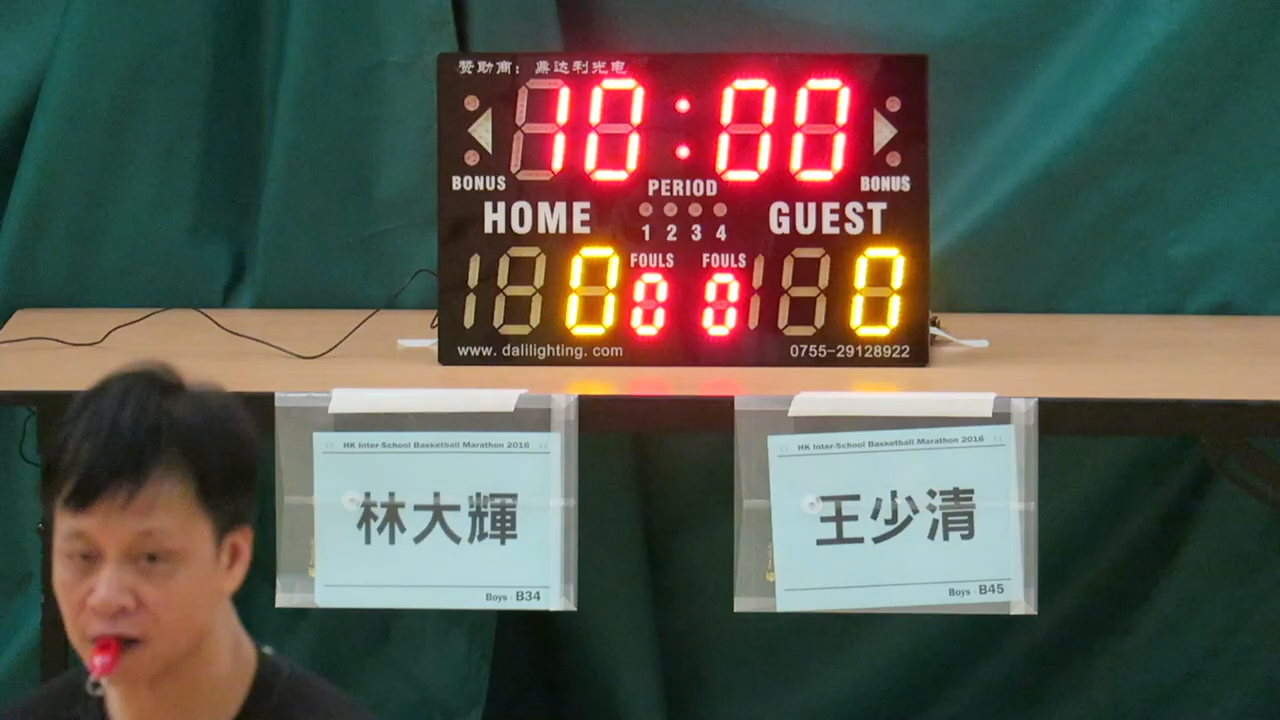 赞助商：鼎达利光电
10:00
BONUS PERIOD BONUS
HOME GUEST
1 2 3 4
FOULS FOULS
0 0 0 0
www. dalilighting. com 0755-29128922
HK Inter-School Basketball Marathon 2016
林大輝
Boys - B34
HK Inter-School Basketball Marathon 2016
王少清
Boys - B45